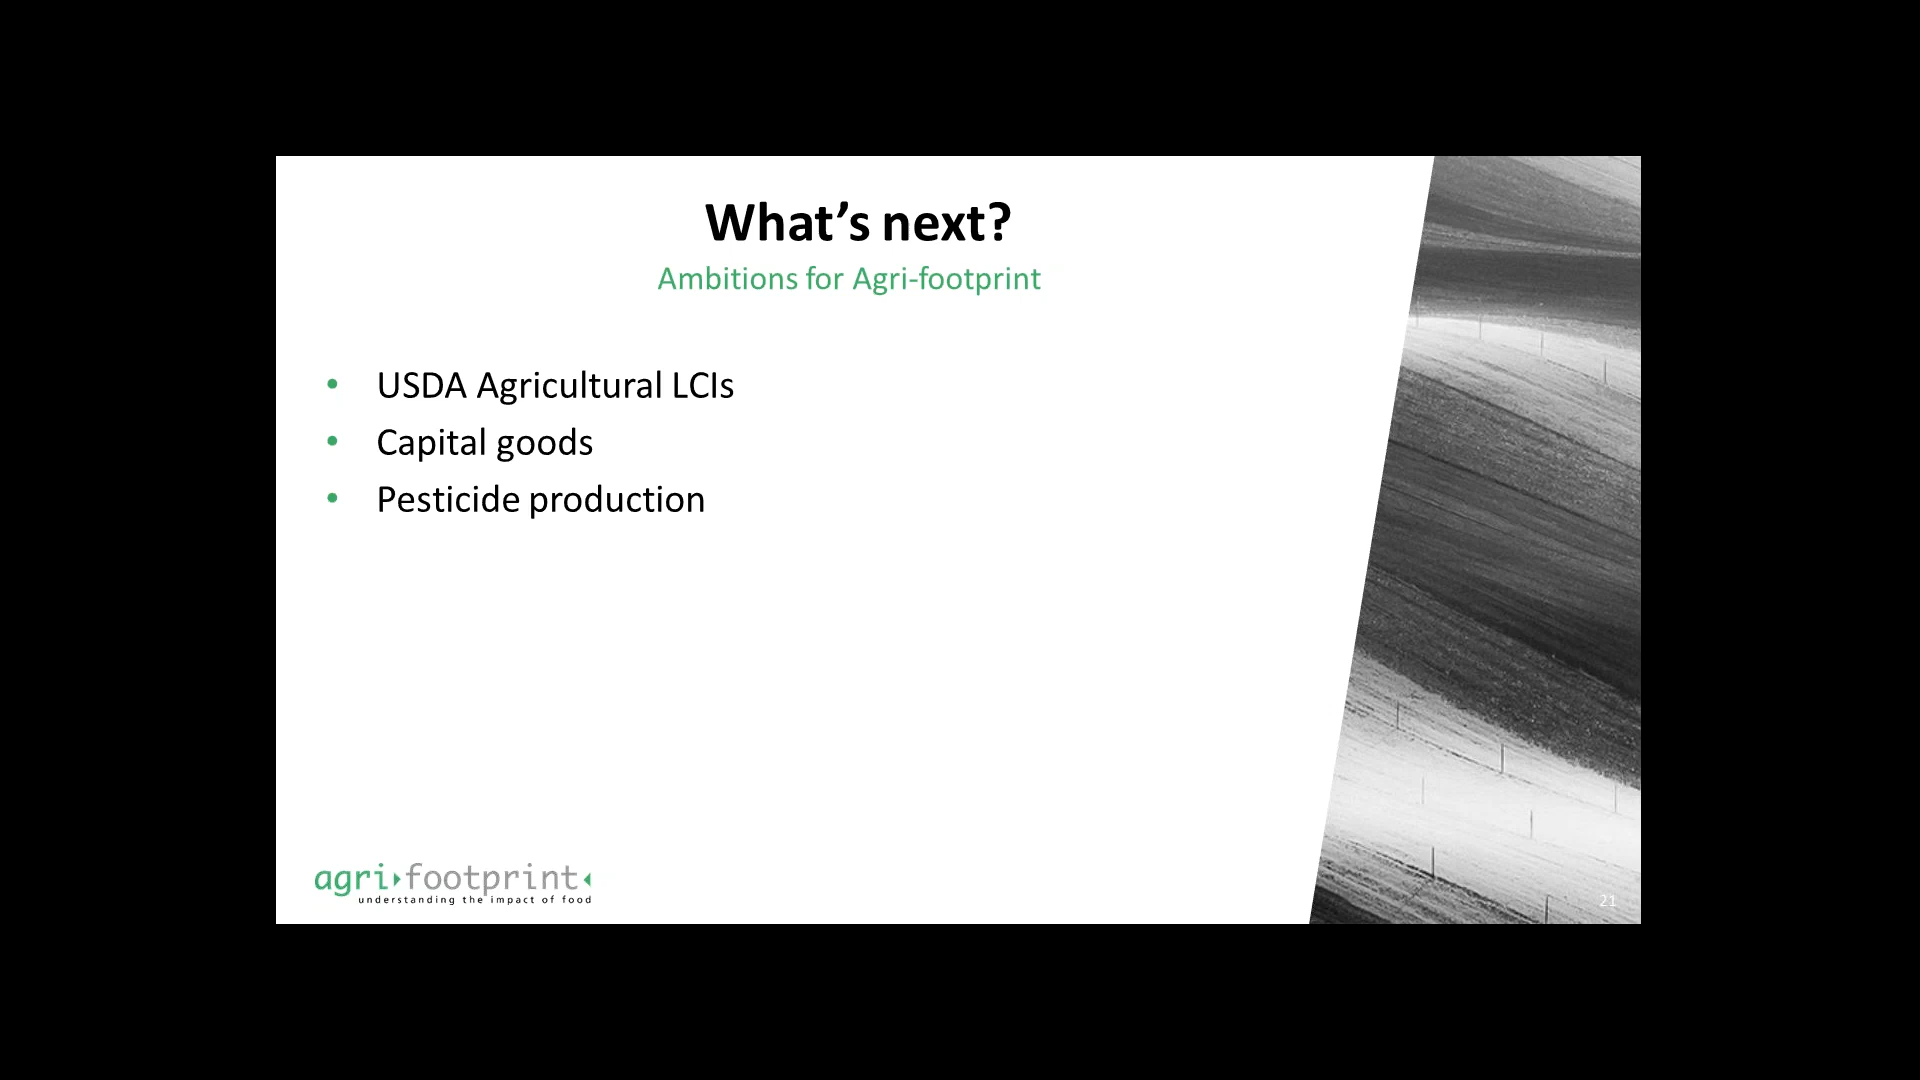 What’s next?
Ambitions for Agri-footprint
• USDA Agricultural LCIs
• Capital goods
• Pesticide production
agri footprint
understanding the impact of food
21